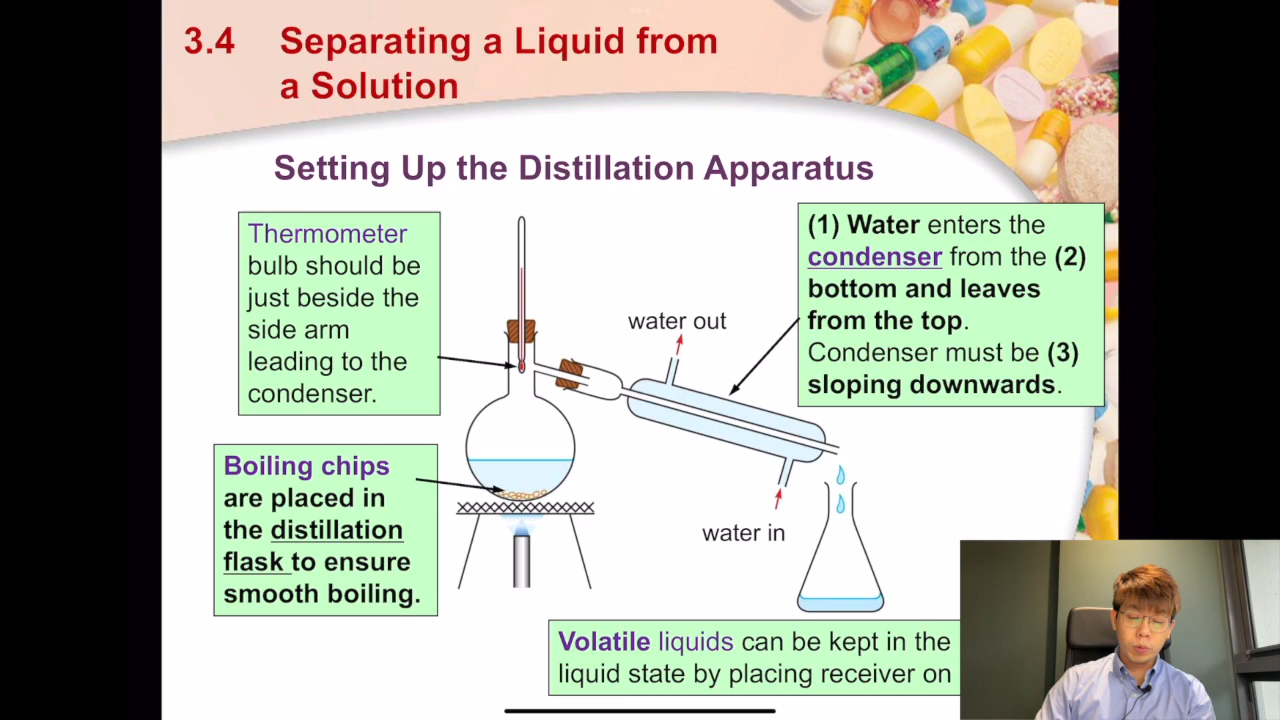 3.4 Separating a Liquid from
a Solution
Setting Up the Distillation Apparatus
Thermometer
bulb should be
just beside the
side arm
leading to the
condenser.
Boiling chips
are placed in
the distillation
flask to ensure
smooth boiling.
water out
water in
(1) Water enters the
condenser from the (2)
bottom and leaves
from the top.
Condenser must be (3)
sloping downwards.
Volatile liquids can be kept in the
liquid state by placing receiver on